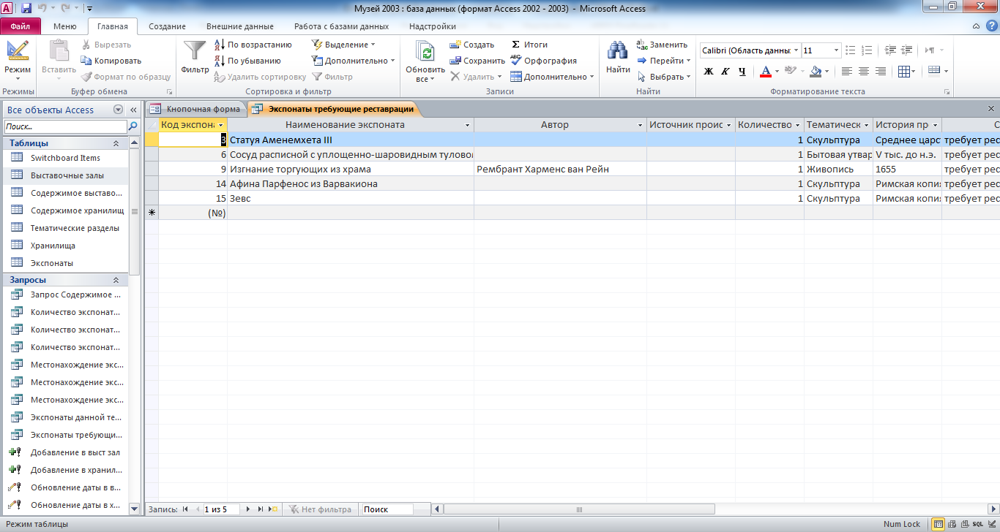 Музей 2003 : база данных (формат Access 2002 - 2003) - Microsoft Access
Файл Меню Главная Создание Внешние данные Работа с базами данных Надстройки
Режим
Режимы
Вставить
Вырезать
Копировать
Формат по образцу
Буфер обмена
Фильтр
По возрастанию
По убыванию
Удалить сортировку
Выделение
Дополнительно
Фильтр
Сортировка и фильтр
Обновить все
Создать
Сохранить
Удалить
Итоги
Орфография
Дополнительно
Записи
Найти
Заменить
Перейти
Выбрать
Найти
Calibri (Область данных 11
Ж К Ч
Форматирование текста
Все объекты Access
Поиск...
Таблицы
Switchboard Items
Выставочные залы
Содержимое выставо...
Содержимое хранилищ
Тематические разделы
Хранилища
Экспонаты
Запросы
Запрос Содержимое ...
Количество экспонат...
Количество экспонат...
Количество экспонат...
Местонахождение экс...
Местонахождение экс...
Местонахождение экс...
Экспонаты данной те...
Экспонаты требующи...
Добавление в выст зал
Добавление в хранил...
Обновление даты в в...
Обновление даты в х...
Кнопочная форма Экспонаты требующие реставрации
Код экспона Наименование экспоната Автор Источник проис Количество Тематическ История пр С
3 Статуя Аменемхета III 1 Скульптура Среднее царс требует рес
6 Сосуд расписной с уплощенно-шаровидным тулово 1 Бытовая утвар V тыс. до н.э. требует рес
9 Изгнание торгующих из храма Рембрант Харменс ван Рейн 1 Живопись 1655 требует рес
14 Афина Парфенос из Варвакиона 1 Скульптура Римская копи требует рес
15 Зевс 1 Скульптура Римская копи требует рес
(№)
Запись: 1 из 5 Нет фильтра Поиск
Режим таблицы Num Lock SQL